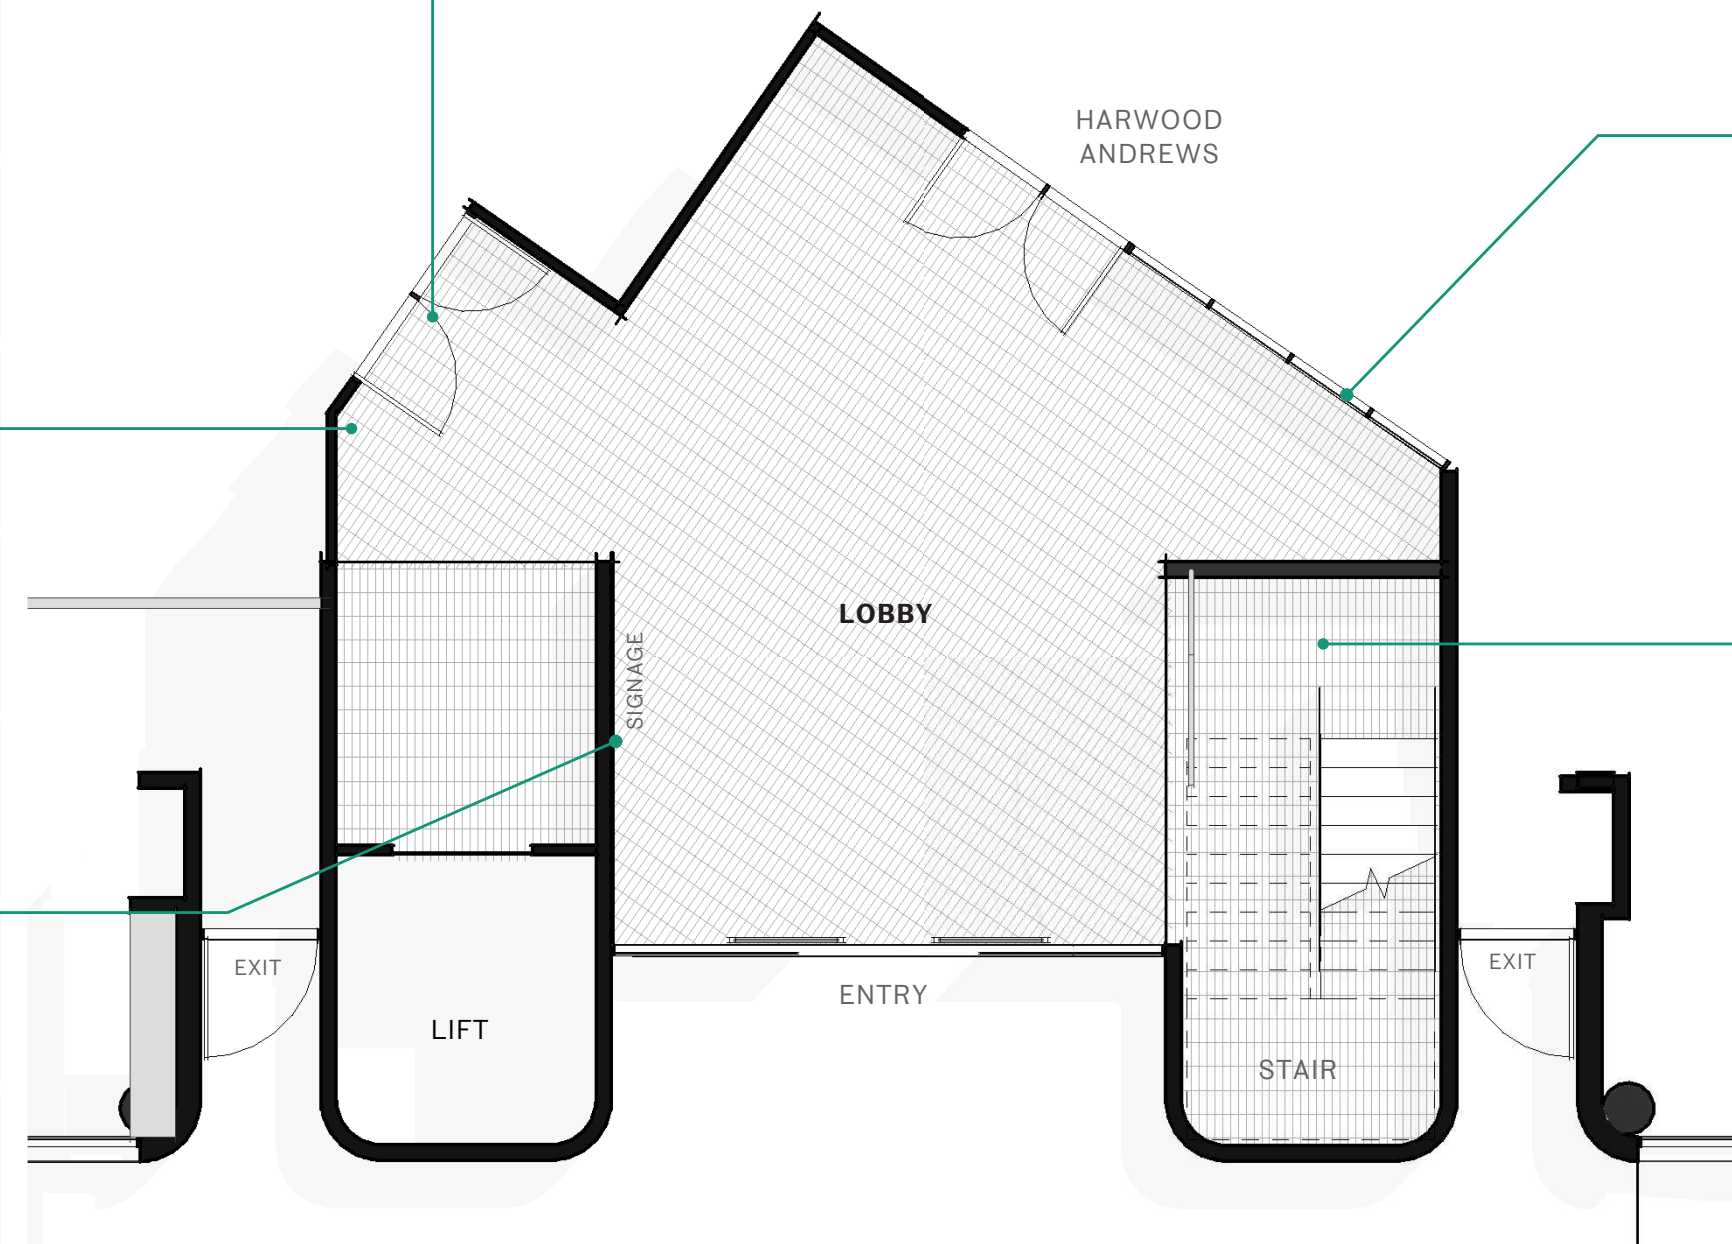 HARWOOD
ANDREWS
LOBBY
SIGNAGE
EXIT
EXIT
ENTRY
LIFT
STAIR